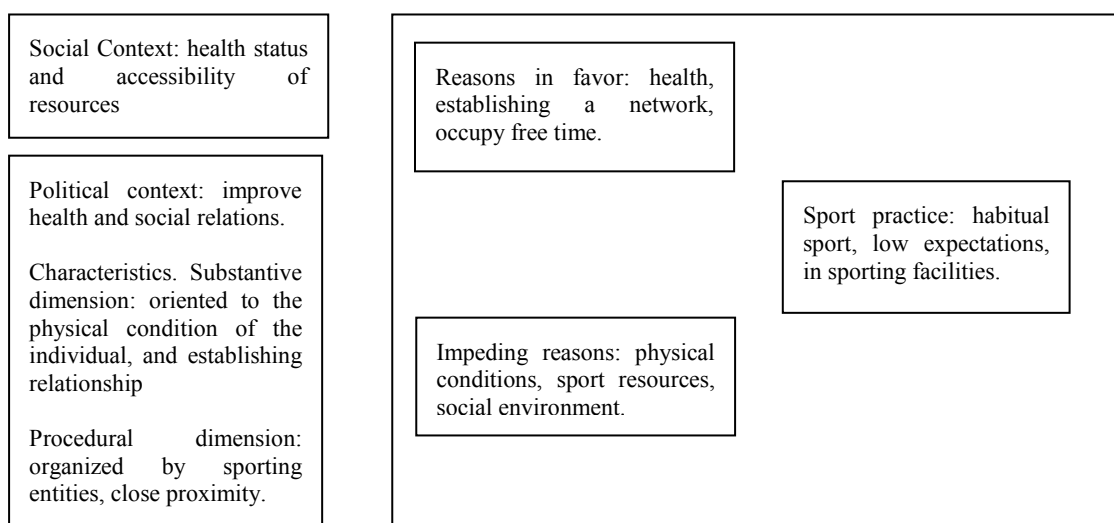 Social Context: health status
and accessibility of
resources
Political context: improve
health and social relations.
Characteristics. Substantive
dimension: oriented to the
physical condition of the
individual, and establishing
relationship
Procedural dimension:
organized by sporting
entities, close proximity.
Reasons in favor: health,
establishing a network,
occupy free time.
Impeding reasons: physical
conditions, sport resources,
social environment.
Sport practice: habitual
sport, low expectations,
in sporting facilities.